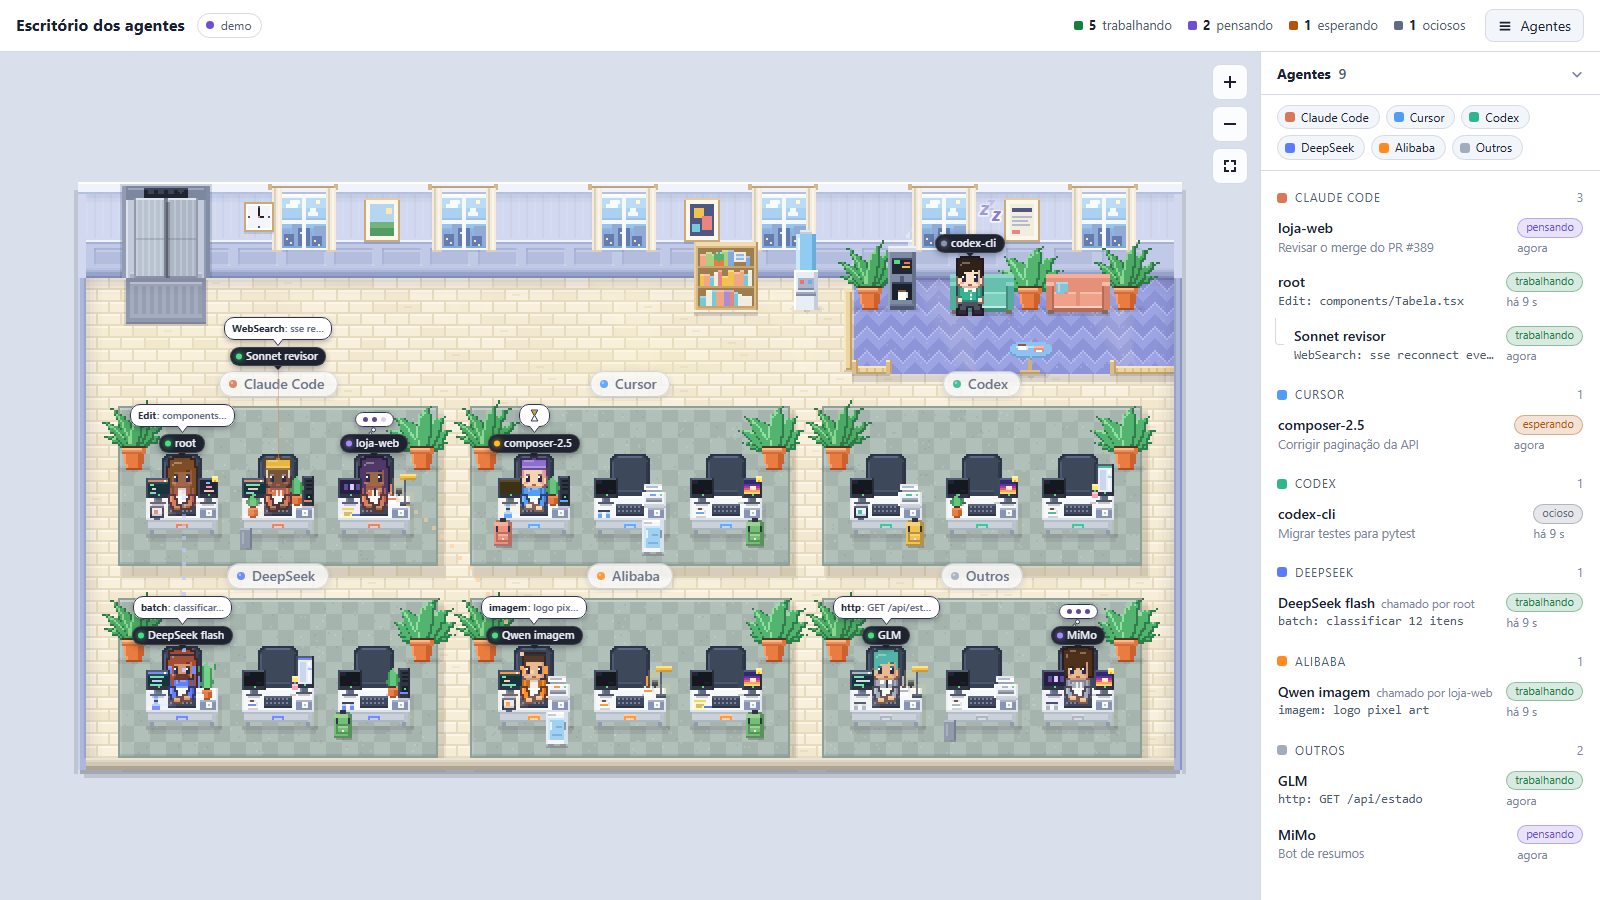 Escritório dos agentes
demo
5 trabalhando
2 pensando
1 esperando
1 ociosos
Agentes
codex-cli
WebSearch: sse re...
Sonnet revisor
Claude Code
Cursor
Codex
Edit: components...
root
loja-web
composer-2.5
DeepSeek
Alibaba
Outros
batch: classificar...
DeepSeek flash
imagem: logo pix...
Qwen imagem
http: GET /api/est...
GLM
MiMo
Agentes 9
Claude Code
Cursor
Codex
DeepSeek
Alibaba
Outros
CLAUDE CODE 3
loja-web pensando
Revisar o merge do PR #389 agora
root trabalhando
Edit: components/Tabela.tsx há 9 s
Sonnet revisor trabalhando
WebSearch: sse reconnect eve… agora
CURSOR 1
composer-2.5 esperando
Corrigir paginação da API agora
CODEX 1
codex-cli ocioso
Migrar testes para pytest há 9 s
DEEPSEEK 1
DeepSeek flash chamado por root trabalhando
batch: classificar 12 itens há 9 s
ALIBABA 1
Qwen imagem chamado por loja-web trabalhando
imagem: logo pixel art há 9 s
OUTROS 2
GLM trabalhando
http: GET /api/estado agora
MiMo pensando
Bot de resumos agora